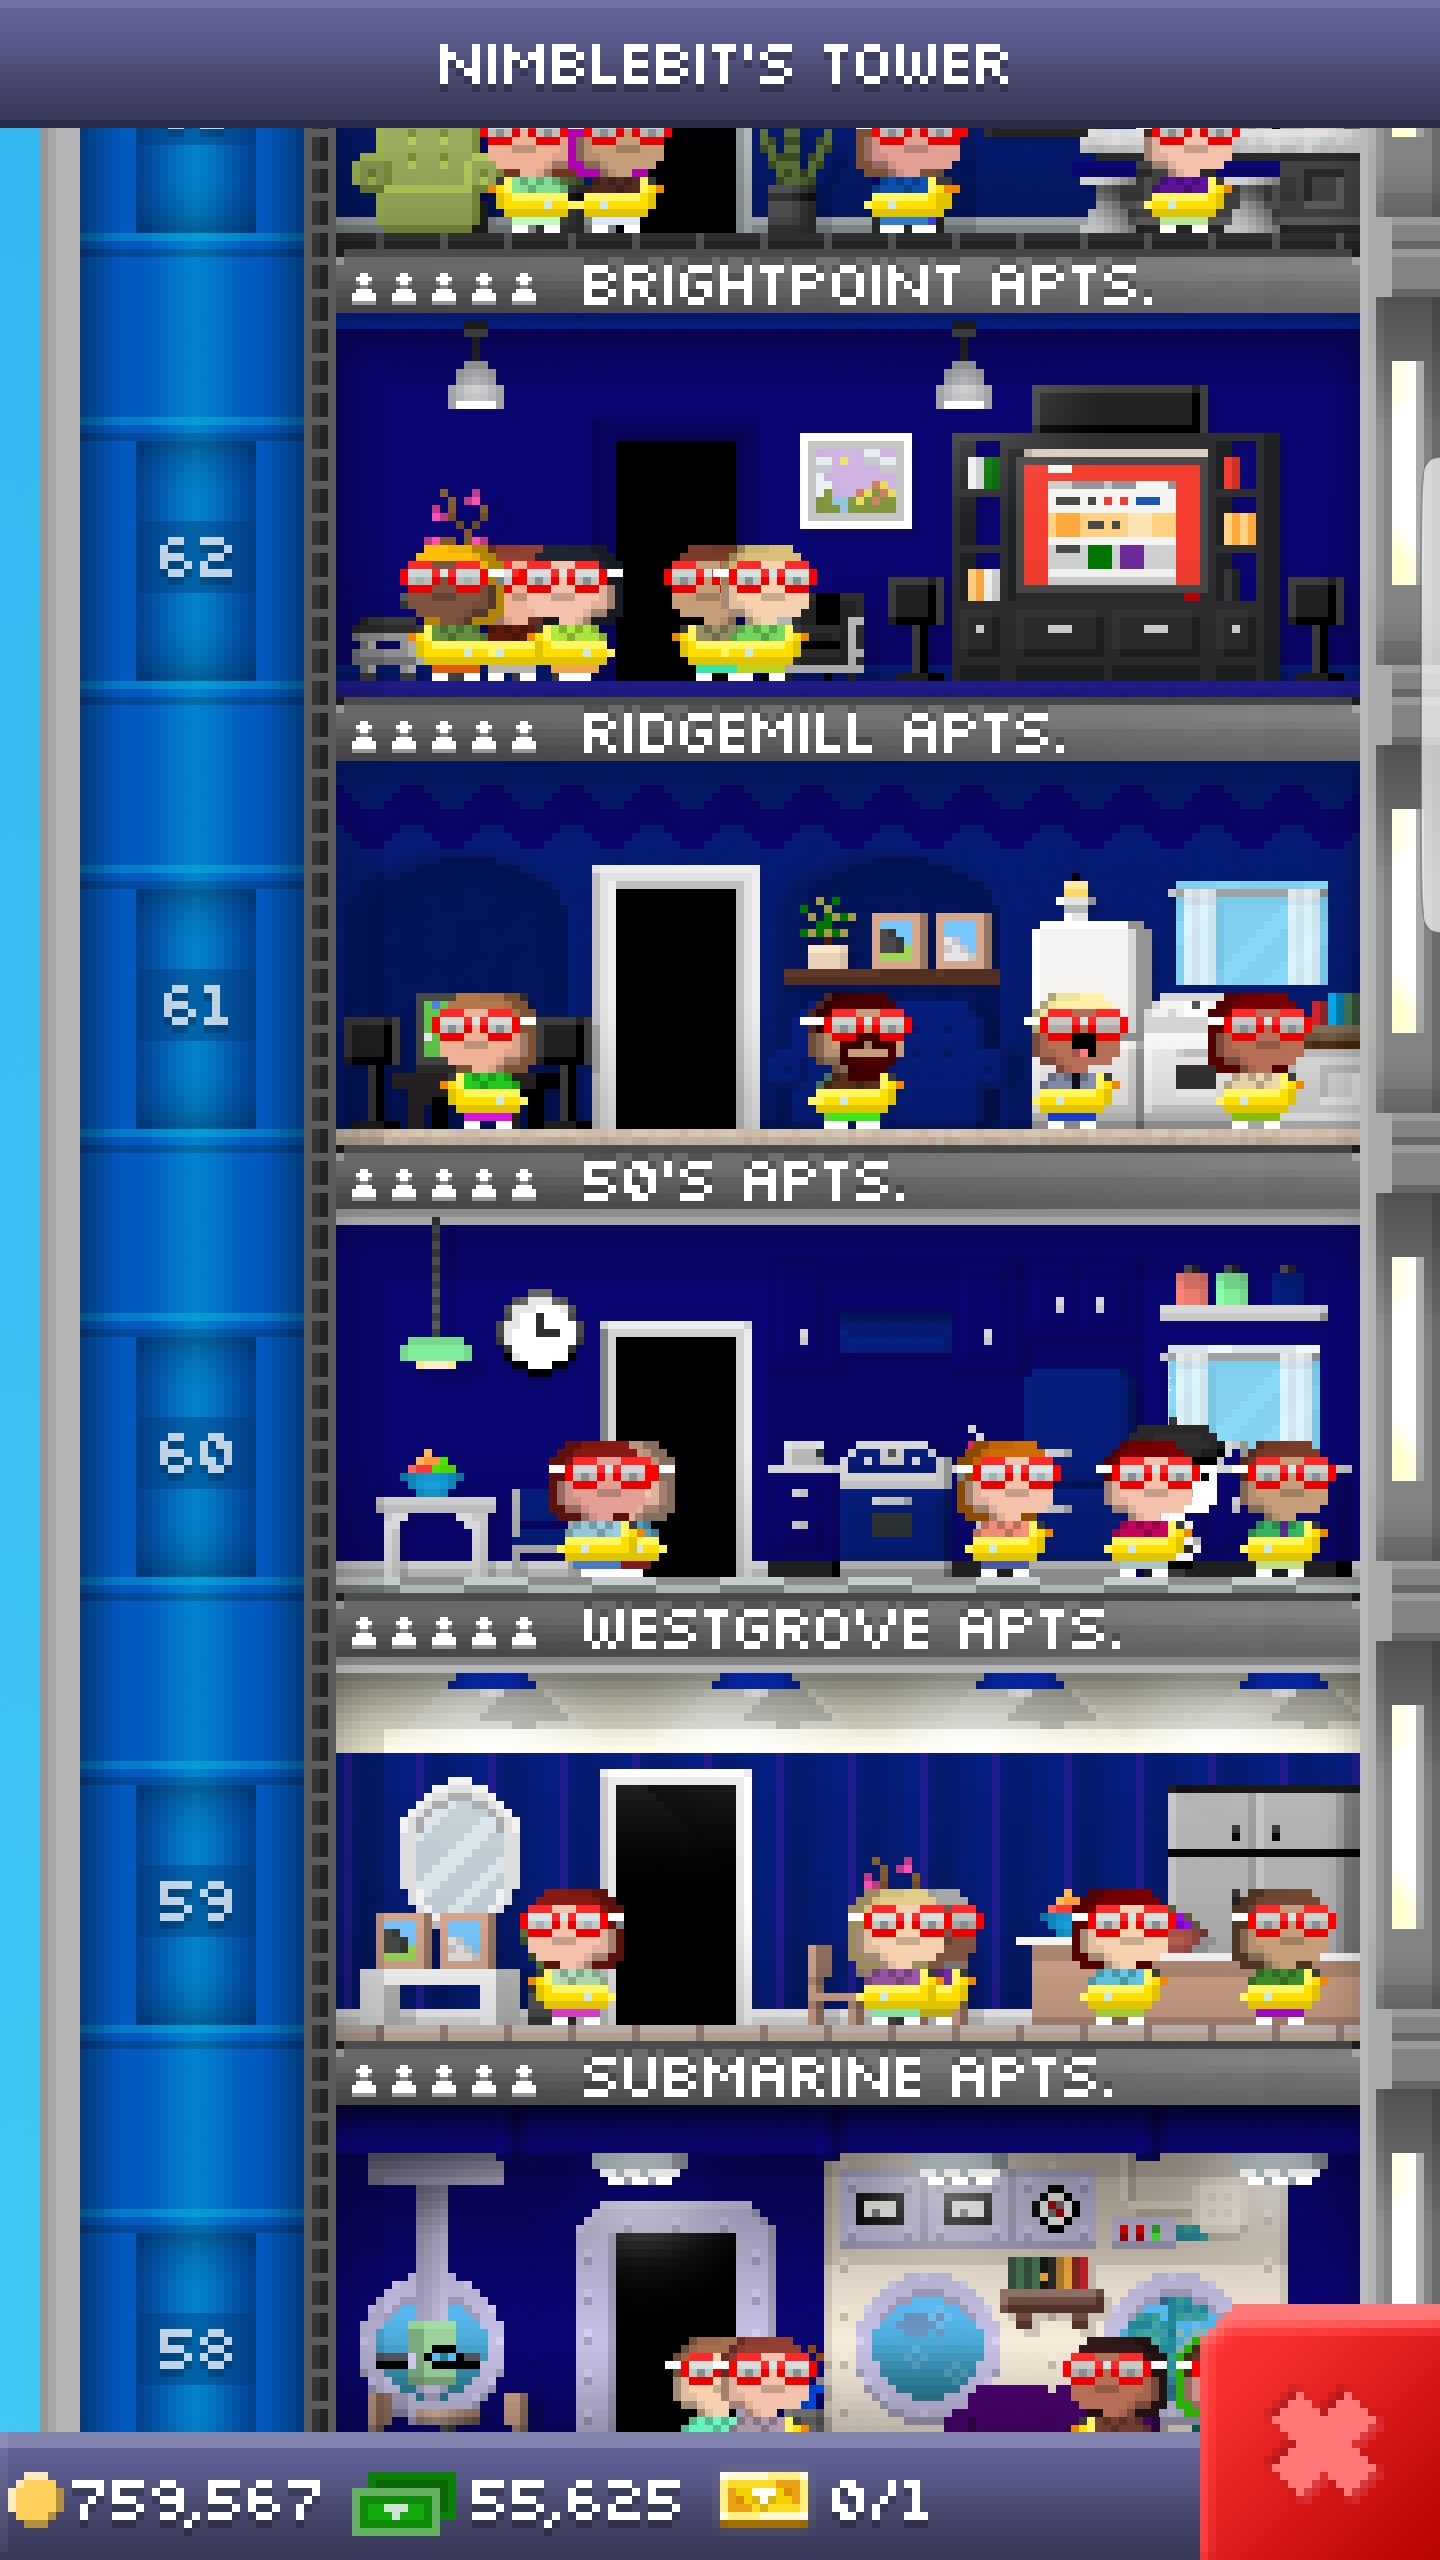 NIMBLEBIT'S TOWER
BRIGHTPOINT APTS.
62
RIDGEMILL APTS.
61
50'S APTS.
60
WESTGROVE APTS.
59
SUBMARINE APTS.
58
759,567 55,625 0/1